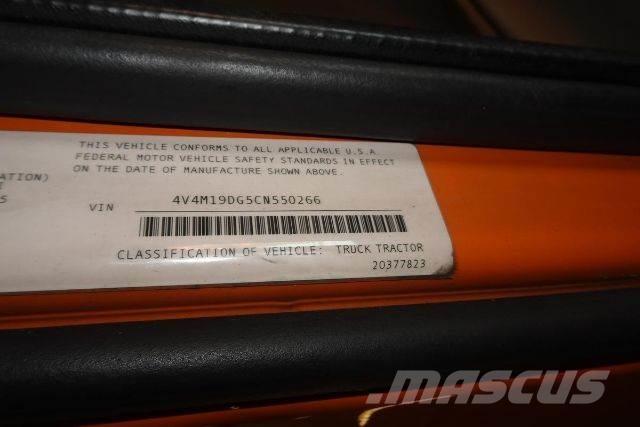 THIS VEHICLE CONFORMS TO ALL APPLICABLE U.S.A.
FEDERAL MOTOR VEHICLE SAFETY STANDARDS IN EFFECT
ON THE DATE OF MANUFACTURE SHOWN ABOVE.
ATION)
I
S
VIN 4V4M19DG5CN550266
CLASSIFICATION OF VEHICLE: TRUCK TRACTOR
20377823
MASCUS